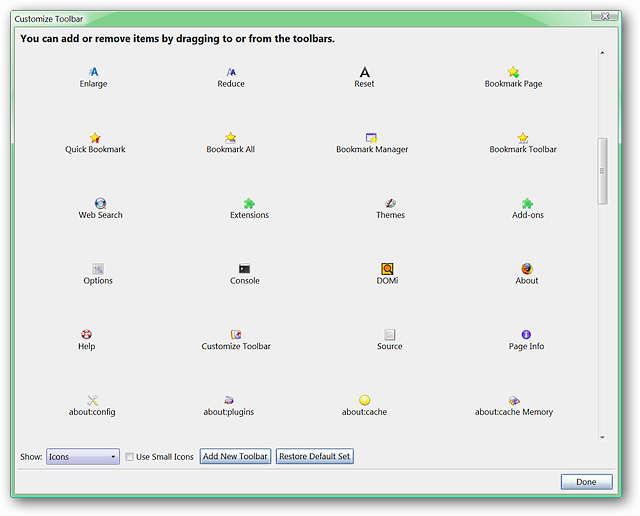 Customize Toolbar
You can add or remove items by dragging to or from the toolbars.
Enlarge Reduce Reset Bookmark Page
Quick Bookmark Bookmark All Bookmark Manager Bookmark Toolbar
Web Search Extensions Themes Add-ons
Options Console DOMi About
Help Customize Toolbar Source Page Info
about:config about:plugins about:cache about:cache Memory
Show: Icons Use Small Icons Add New Toolbar Restore Default Set
Done